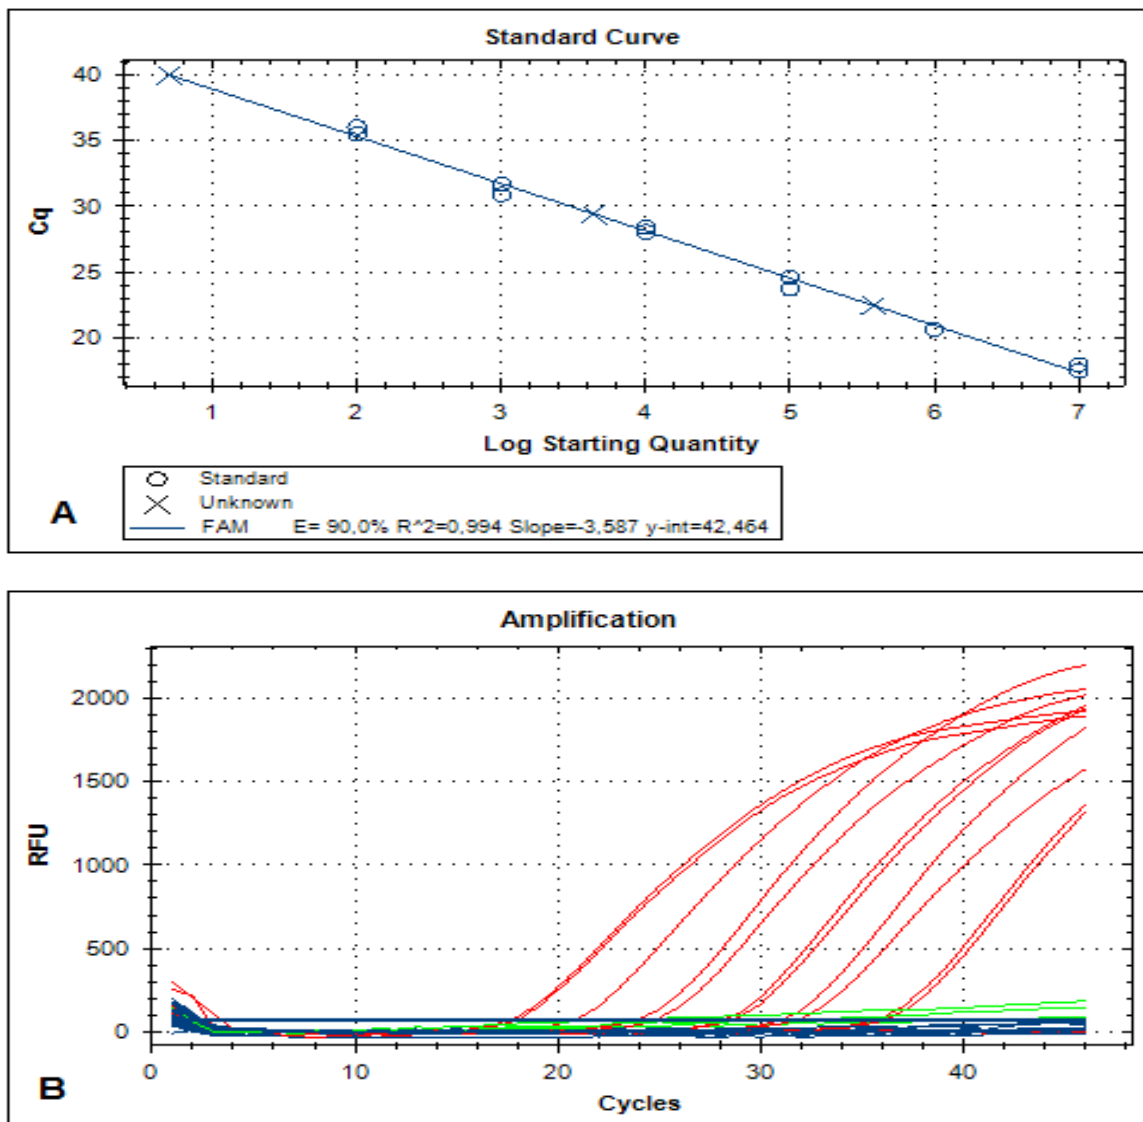 Standard Curve
40
35
30
25
20
Cq
1 2 3 4 5 6 7
Log Starting Quantity
Standard
Unknown
FAM E= 90,0% R^2=0,994 Slope=-3,587 y-int=42,464
A
Amplification
2000
1500
1000
500
0
RFU
0 10 20 30 40
Cycles
B